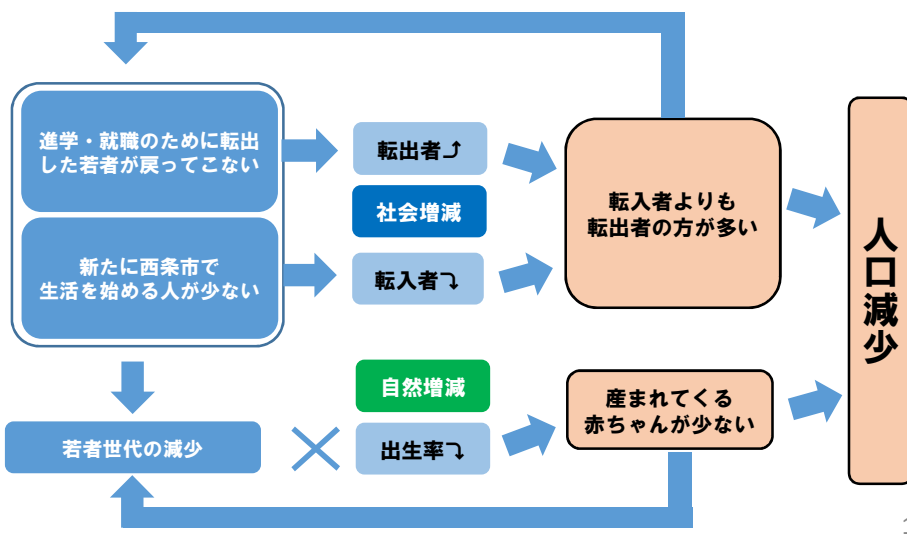 進学・就職のために転出
した若者が戻ってこない
新たに西条市で
生活を始める人が少ない
転出者⤴
社会増減
転入者⤵
転入者よりも
転出者の方が多い
人口減少
若者世代の減少
自然増減
出生率⤵
産まれてくる
赤ちゃんが少ない